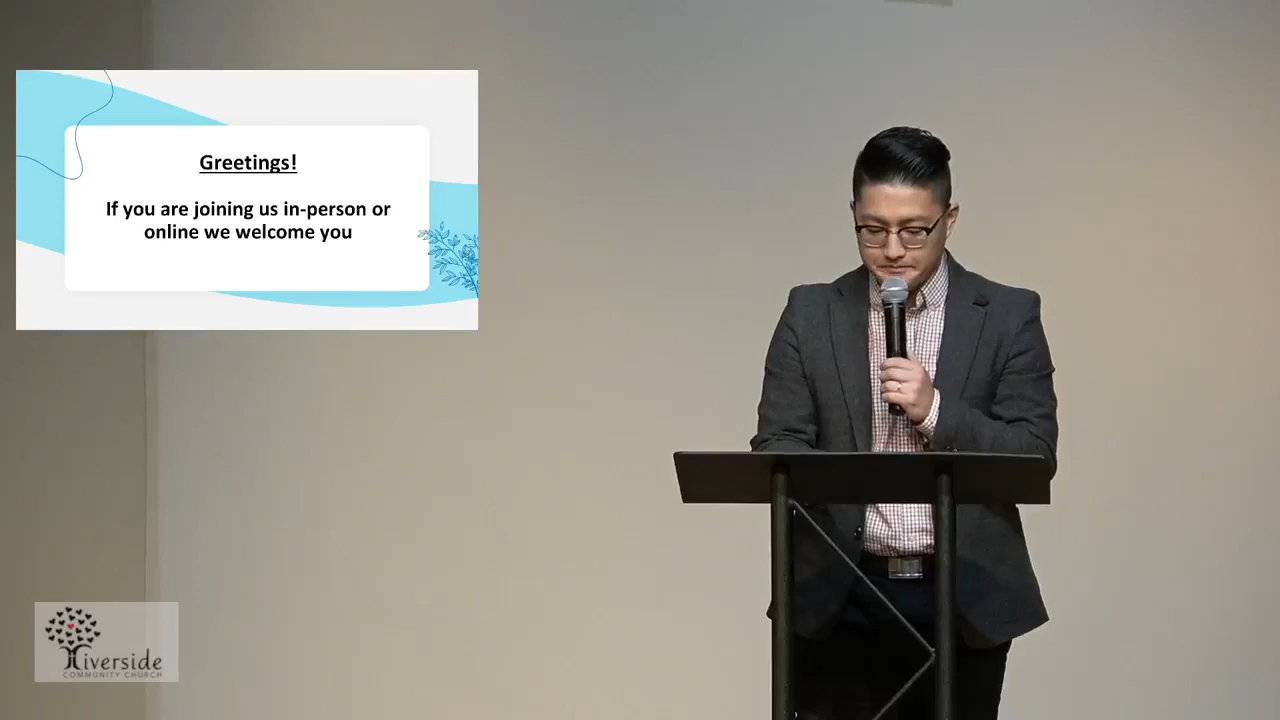 Greetings!
If you are joining us in-person or
online we welcome you
Riverside
COMMUNITY CHURCH